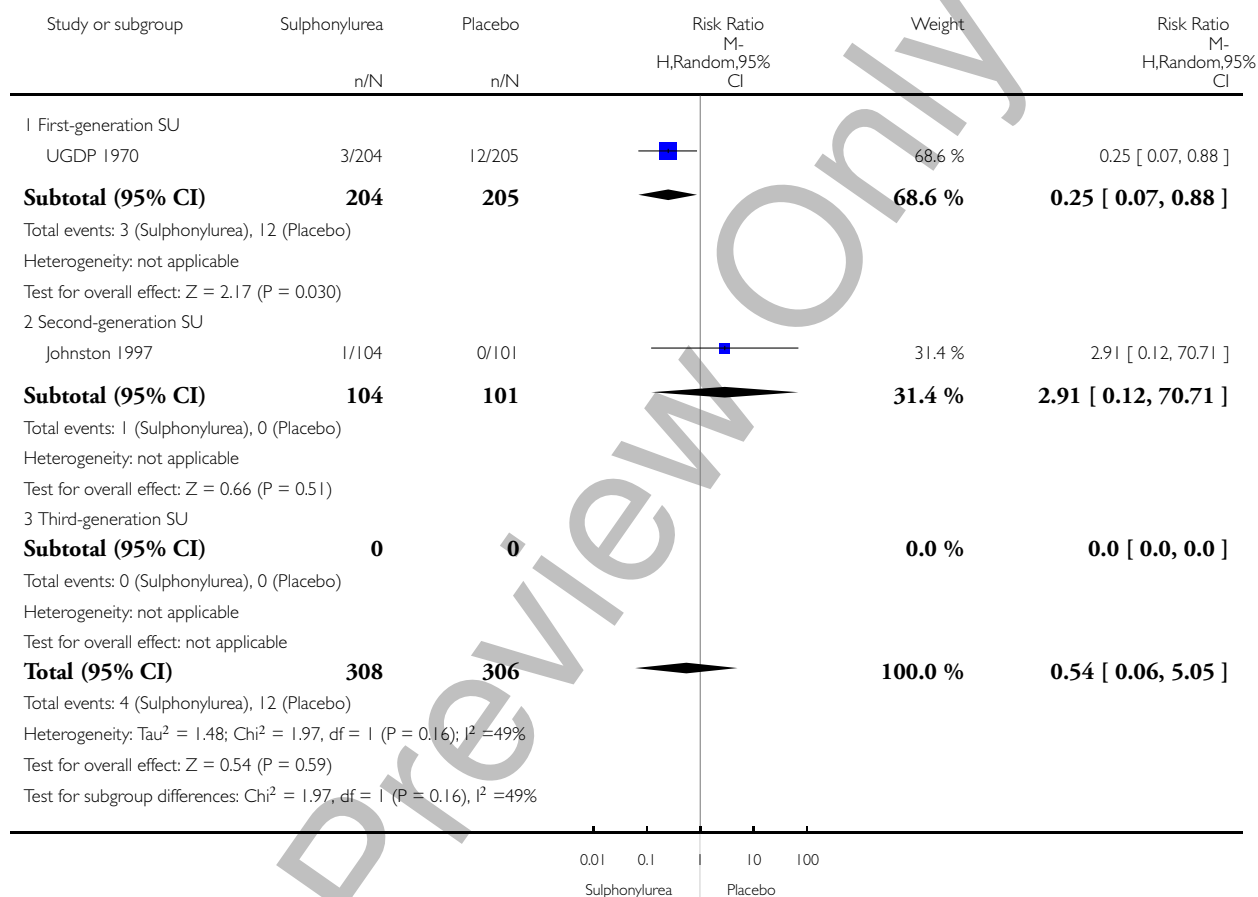 Study or subgroup Sulphonylurea Placebo Risk Ratio Weight Risk Ratio
M- M-
H,Random,95% H,Random,95%
n/N n/N CI CI
1 First-generation SU
UGDP 1970 3/204 12/205 68.6 % 0.25 [ 0.07, 0.88 ]
Subtotal (95% CI) 204 205 68.6 % 0.25 [ 0.07, 0.88 ]
Total events: 3 (Sulphonylurea), 12 (Placebo)
Heterogeneity: not applicable
Test for overall effect: Z = 2.17 (P = 0.030)
2 Second-generation SU
Johnston 1997 1/104 0/101 31.4 % 2.91 [ 0.12, 70.71 ]
Subtotal (95% CI) 104 101 31.4 % 2.91 [ 0.12, 70.71 ]
Total events: 1 (Sulphonylurea), 0 (Placebo)
Heterogeneity: not applicable
Test for overall effect: Z = 0.66 (P = 0.51)
3 Third-generation SU
Subtotal (95% CI) 0 0 0.0 % 0.0 [ 0.0, 0.0 ]
Total events: 0 (Sulphonylurea), 0 (Placebo)
Heterogeneity: not applicable
Test for overall effect: not applicable
Total (95% CI) 308 306 100.0 % 0.54 [ 0.06, 5.05 ]
Total events: 4 (Sulphonylurea), 12 (Placebo)
Heterogeneity: Tau² = 1.48; Chi² = 1.97, df = 1 (P = 0.16); I² =49%
Test for overall effect: Z = 0.54 (P = 0.59)
Test for subgroup differences: Chi² = 1.97, df = 1 (P = 0.16), I² =49%
0.01 0.1 1 10 100
Sulphonylurea Placebo
Preview Only